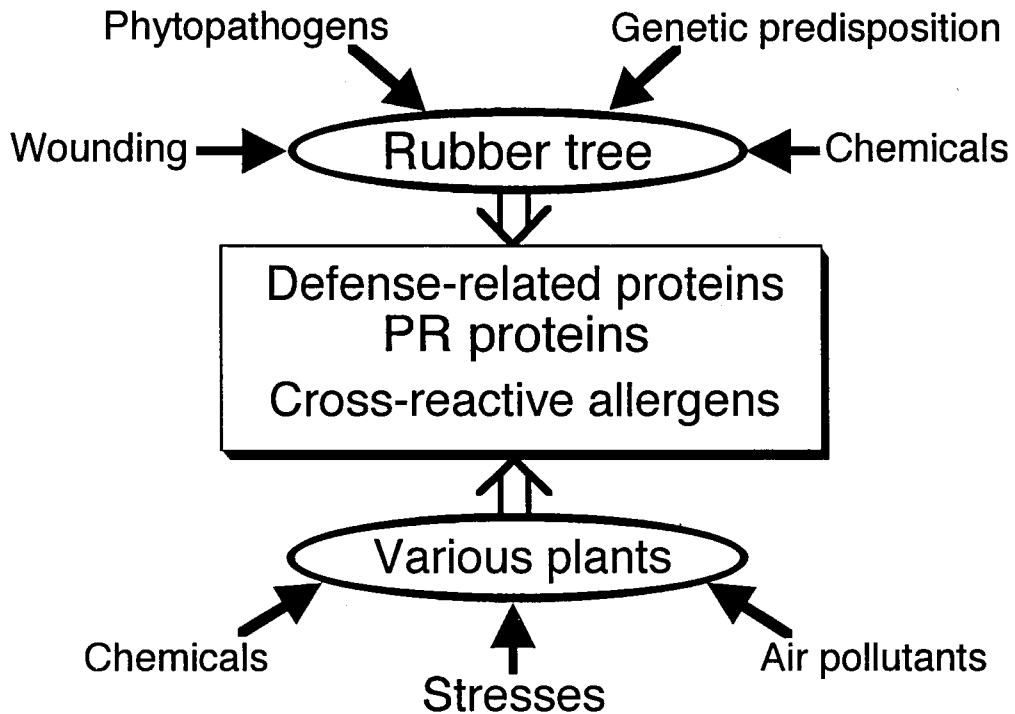 Phytopathogens
Genetic predisposition
Wounding
Rubber tree
Chemicals
Defense-related proteins
PR proteins
Cross-reactive allergens
Various plants
Chemicals
Stresses
Air pollutants